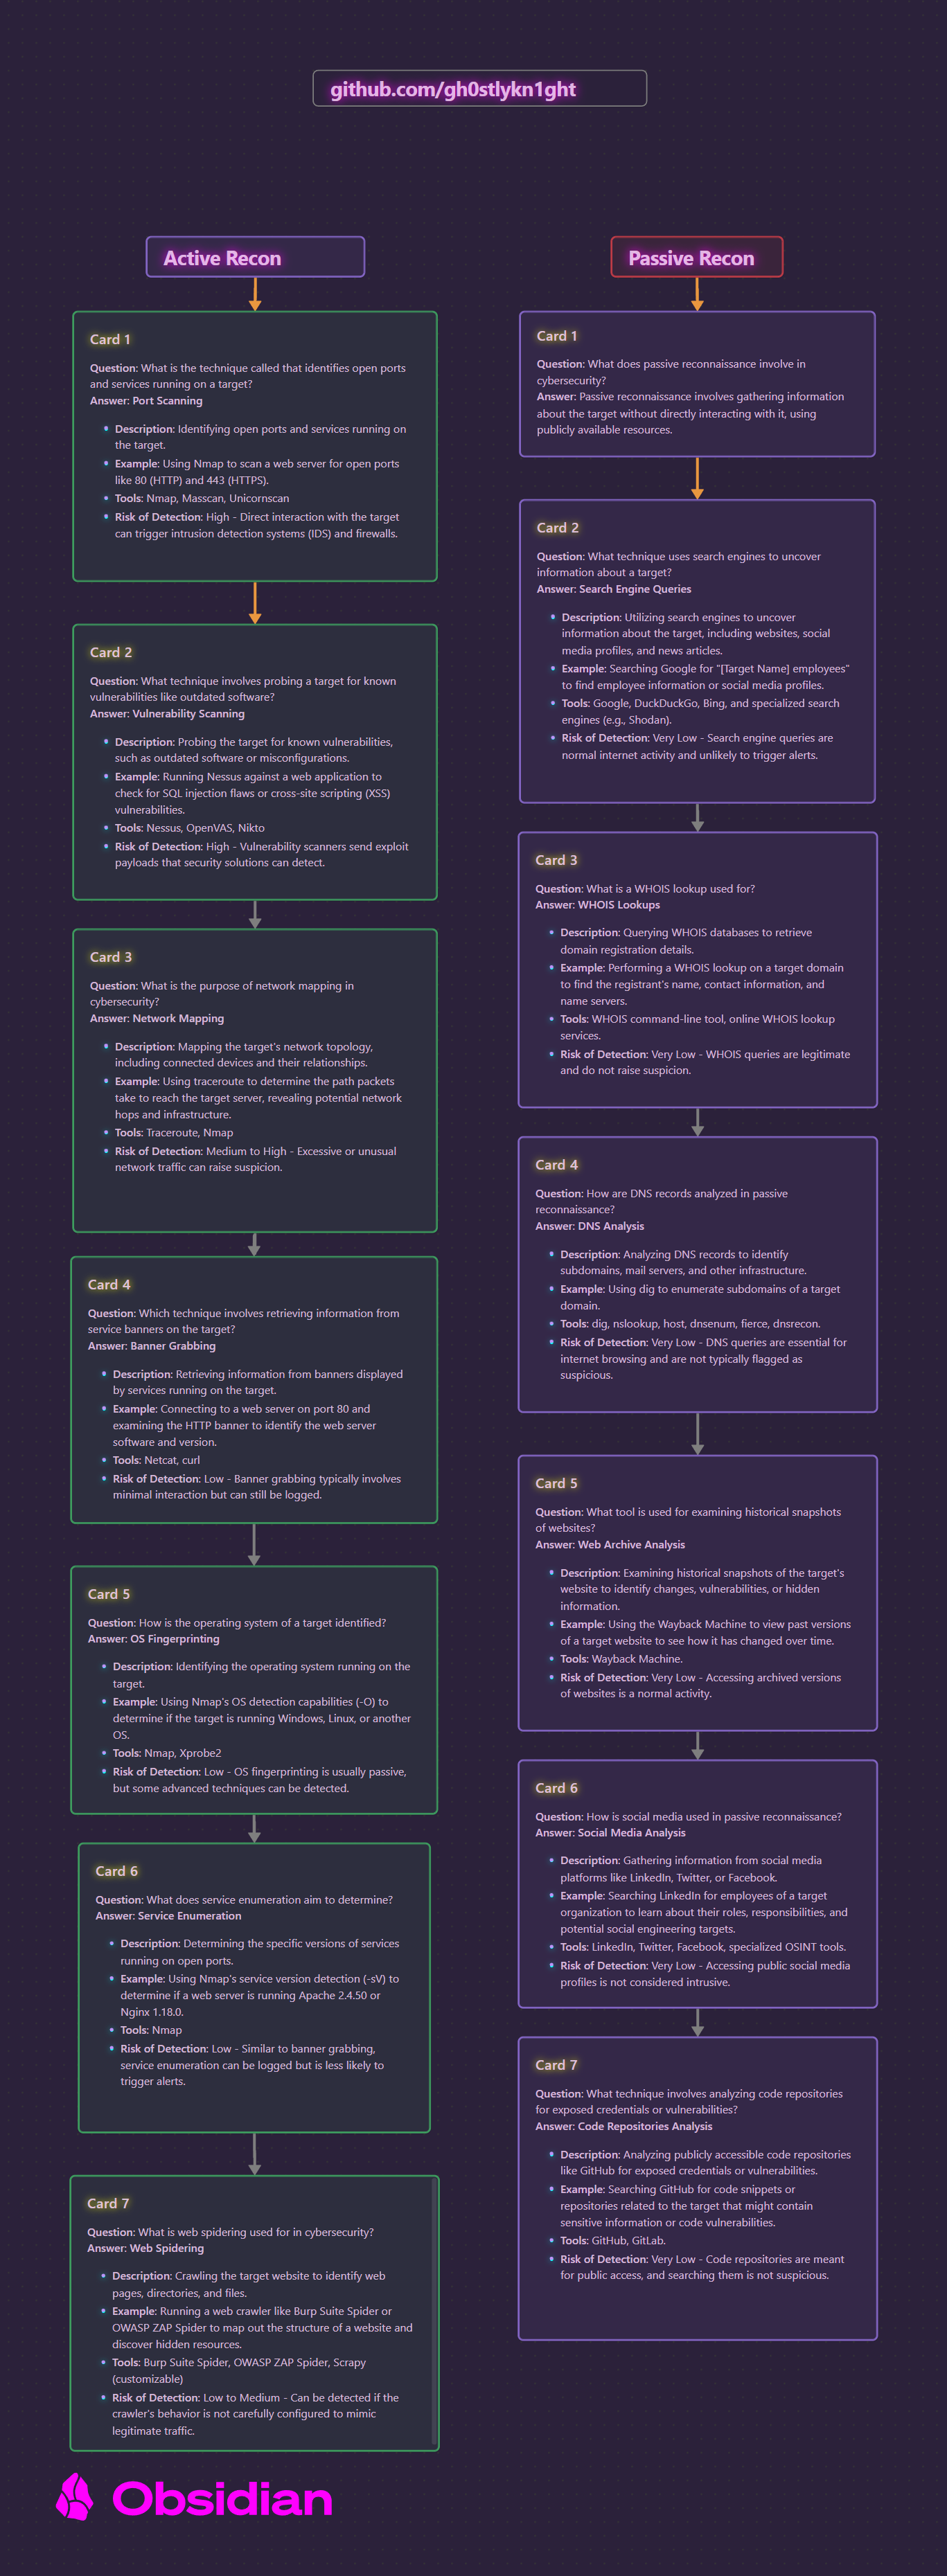 github.com/gh0stlykn1ght
Active Recon
Card 1
Question: What is the technique called that identifies open ports
and services running on a target?
Answer: Port Scanning
Description: Identifying open ports and services running on
the target.
Example: Using Nmap to scan a web server for open ports
like 80 (HTTP) and 443 (HTTPS).
Tools: Nmap, Masscan, Unicornscan
Risk of Detection: High - Direct interaction with the target
can trigger intrusion detection systems (IDS) and firewalls.
Card 2
Question: What technique involves probing a target for known
vulnerabilities like outdated software?
Answer: Vulnerability Scanning
Description: Probing the target for known vulnerabilities,
such as outdated software or misconfigurations.
Example: Running Nessus against a web application to
check for SQL injection flaws or cross-site scripting (XSS)
vulnerabilities.
Tools: Nessus, OpenVAS, Nikto
Risk of Detection: High - Vulnerability scanners send exploit
payloads that security solutions can detect.
Card 3
Question: What is the purpose of network mapping in
cybersecurity?
Answer: Network Mapping
Description: Mapping the target's network topology,
including connected devices and their relationships.
Example: Using traceroute to determine the path packets
take to reach the target server, revealing potential network
hops and infrastructure.
Tools: Traceroute, Nmap
Risk of Detection: Medium to High - Excessive or unusual
network traffic can raise suspicion.
Card 4
Question: Which technique involves retrieving information from
service banners on the target?
Answer: Banner Grabbing
Description: Retrieving information from banners displayed
by services running on the target.
Example: Connecting to a web server on port 80 and
examining the HTTP banner to identify the web server
software and version.
Tools: Netcat, curl
Risk of Detection: Low - Banner grabbing typically involves
minimal interaction but can still be logged.
Card 5
Question: How is the operating system of a target identified?
Answer: OS Fingerprinting
Description: Identifying the operating system running on the
target.
Example: Using Nmap's OS detection capabilities (-O) to
determine if the target is running Windows, Linux, or another
OS.
Tools: Nmap, Xprobe2
Risk of Detection: Low - OS fingerprinting is usually passive,
but some advanced techniques can be detected.
Card 6
Question: What does service enumeration aim to determine?
Answer: Service Enumeration
Description: Determining the specific versions of services
running on open ports.
Example: Using Nmap's service version detection (-sV) to
determine if a web server is running Apache 2.4.50 or
Nginx 1.18.0.
Tools: Nmap
Risk of Detection: Low - Similar to banner grabbing,
service enumeration can be logged but is less likely to
trigger alerts.
Card 7
Question: What is web spidering used for in cybersecurity?
Answer: Web Spidering
Description: Crawling the target website to identify web
pages, directories, and files.
Example: Running a web crawler like Burp Suite Spider or
OWASP ZAP Spider to map out the structure of a website and
discover hidden resources.
Tools: Burp Suite Spider, OWASP ZAP Spider, Scrapy
(customizable)
Risk of Detection: Low to Medium - Can be detected if the
crawler's behavior is not carefully configured to mimic
legitimate traffic.
Passive Recon
Card 1
Question: What does passive reconnaissance involve in
cybersecurity?
Answer: Passive reconnaissance involves gathering information
about the target without directly interacting with it, using
publicly available resources.
Card 2
Question: What technique uses search engines to uncover
information about a target?
Answer: Search Engine Queries
Description: Utilizing search engines to uncover
information about the target, including websites, social
media profiles, and news articles.
Example: Searching Google for "[Target Name] employees"
to find employee information or social media profiles.
Tools: Google, DuckDuckGo, Bing, and specialized search
engines (e.g., Shodan).
Risk of Detection: Very Low - Search engine queries are
normal internet activity and unlikely to trigger alerts.
Card 3
Question: What is a WHOIS lookup used for?
Answer: WHOIS Lookups
Description: Querying WHOIS databases to retrieve
domain registration details.
Example: Performing a WHOIS lookup on a target domain
to find the registrant's name, contact information, and
name servers.
Tools: WHOIS command-line tool, online WHOIS lookup
services.
Risk of Detection: Very Low - WHOIS queries are legitimate
and do not raise suspicion.
Card 4
Question: How are DNS records analyzed in passive
reconnaissance?
Answer: DNS Analysis
Description: Analyzing DNS records to identify
subdomains, mail servers, and other infrastructure.
Example: Using dig to enumerate subdomains of a target
domain.
Tools: dig, nslookup, host, dnsenum, fierce, dnsrecon.
Risk of Detection: Very Low - DNS queries are essential for
internet browsing and are not typically flagged as
suspicious.
Card 5
Question: What tool is used for examining historical snapshots
of websites?
Answer: Web Archive Analysis
Description: Examining historical snapshots of the target's
website to identify changes, vulnerabilities, or hidden
information.
Example: Using the Wayback Machine to view past versions
of a target website to see how it has changed over time.
Tools: Wayback Machine.
Risk of Detection: Very Low - Accessing archived versions
of websites is a normal activity.
Card 6
Question: How is social media used in passive reconnaissance?
Answer: Social Media Analysis
Description: Gathering information from social media
platforms like LinkedIn, Twitter, or Facebook.
Example: Searching LinkedIn for employees of a target
organization to learn about their roles, responsibilities, and
potential social engineering targets.
Tools: LinkedIn, Twitter, Facebook, specialized OSINT tools.
Risk of Detection: Very Low - Accessing public social media
profiles is not considered intrusive.
Card 7
Question: What technique involves analyzing code repositories
for exposed credentials or vulnerabilities?
Answer: Code Repositories Analysis
Description: Analyzing publicly accessible code repositories
like GitHub for exposed credentials or vulnerabilities.
Example: Searching GitHub for code snippets or
repositories related to the target that might contain
sensitive information or code vulnerabilities.
Tools: GitHub, GitLab.
Risk of Detection: Very Low - Code repositories are meant
for public access, and searching them is not suspicious.
Obsidian